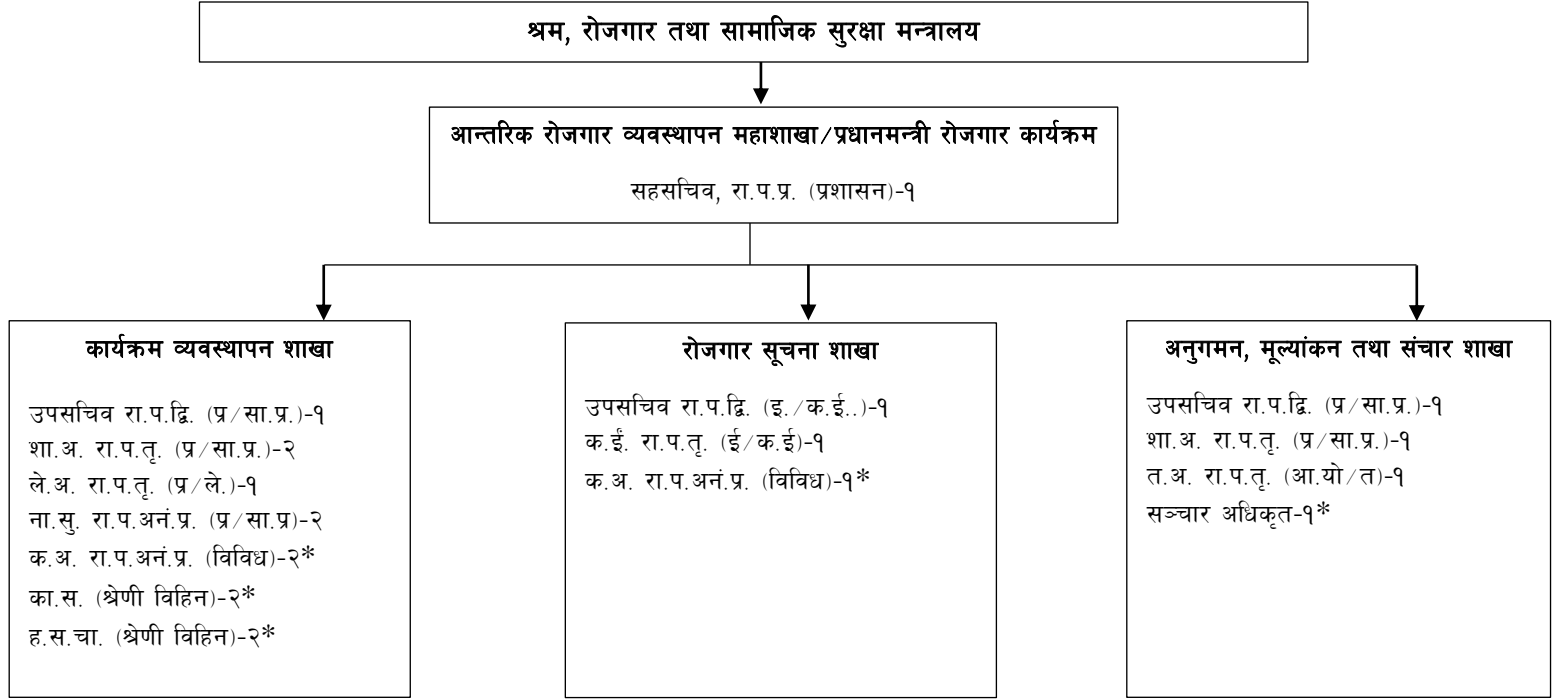 श्रम, रोजगार तथा सामाजिक सुरक्षा मन्त्रालय
आन्तरिक रोजगार व्यवस्थापन महाशाखा/प्रधानमन्त्री रोजगार कार्यक्रम
सहसचिव, रा.प.प्र. (प्रशासन)-१
कार्यक्रम व्यवस्थापन शाखा
उपसचिव रा.प.द्वि. (प्र/सा.प्र.)-१
शा.अ. रा.प.तृ. (प्र/सा.प्र.)-२
ले.अ. रा.प.तृ. (प्र/ले.)-१
ना.सु. रा.प.अनं.प्र. (प्र/सा.प्र)-२
क.अ. रा.प.अनं.प्र. (विविध)-२*
का.स. (श्रेणी विहिन)-२*
ह.स.चा. (श्रेणी विहिन)-२*
रोजगार सूचना शाखा
उपसचिव रा.प.द्वि. (इ./क.ई..)-१
क.ईं. रा.प.तृ. (ई/क.ई)-१
क.अ. रा.प.अनं.प्र. (विविध)-१*
अनुगमन, मूल्यांकन तथा संचार शाखा
उपसचिव रा.प.द्वि. (प्र/सा.प्र.)-१
शा.अ. रा.प.तृ. (प्र/सा.प्र.)-१
त.अ. रा.प.तृ. (आ.यो/त)-१
सञ्चार अधिकृत-१*